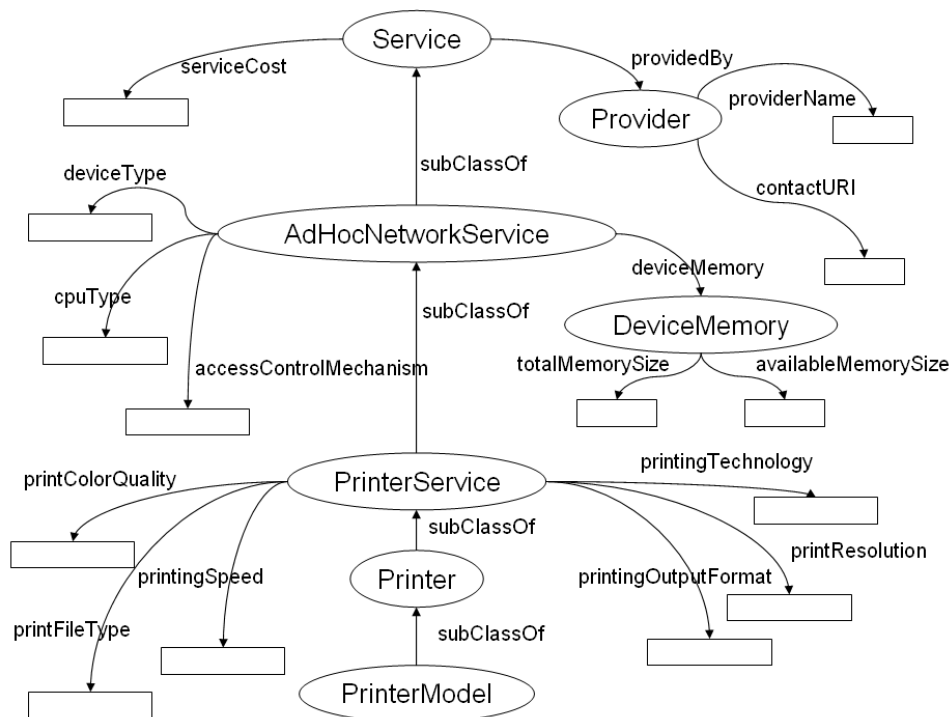 Service
serviceCost
providedBy
providerName
Provider
subClassOf
deviceType
contactURI
AdHocNetworkService
deviceMemory
cpuType
subClassOf
DeviceMemory
accessControlMechanism
totalMemorySize
availableMemorySize
printingTechnology
printColorQuality
PrinterService
subClassOf
printResolution
printingSpeed
Printer
printingOutputFormat
printFileType
subClassOf
PrinterModel